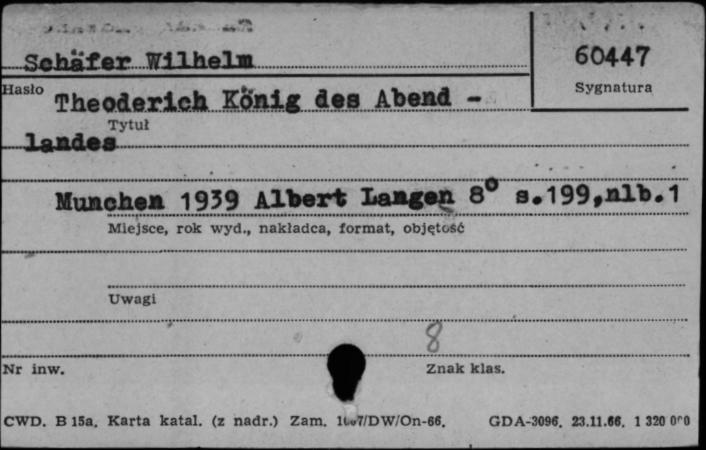 Schäfer Wilhelm
60447
Hasło
Sygnatura
Theoderich König des Abend -
Tytuł
landes
Munchen 1939 Albert Langen 8° s.199,nlb.1
Miejsce, rok wyd., nakładca, format, objętość
Uwagi
8
Nr inw.
Znak klas.
CWD. B 15a. Karta katal. (z nadr.) Zam. /DW/On-66. GDA-3096. 23.11.66. 1 320 000